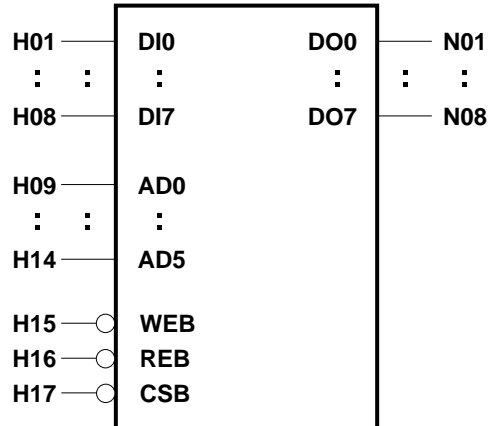 H01 DI0 DO0 N01
: : : : : :
H08 DI7 DO7 N08
H09 AD0
: : :
H14 AD5
H15 WEB
H16 REB
H17 CSB